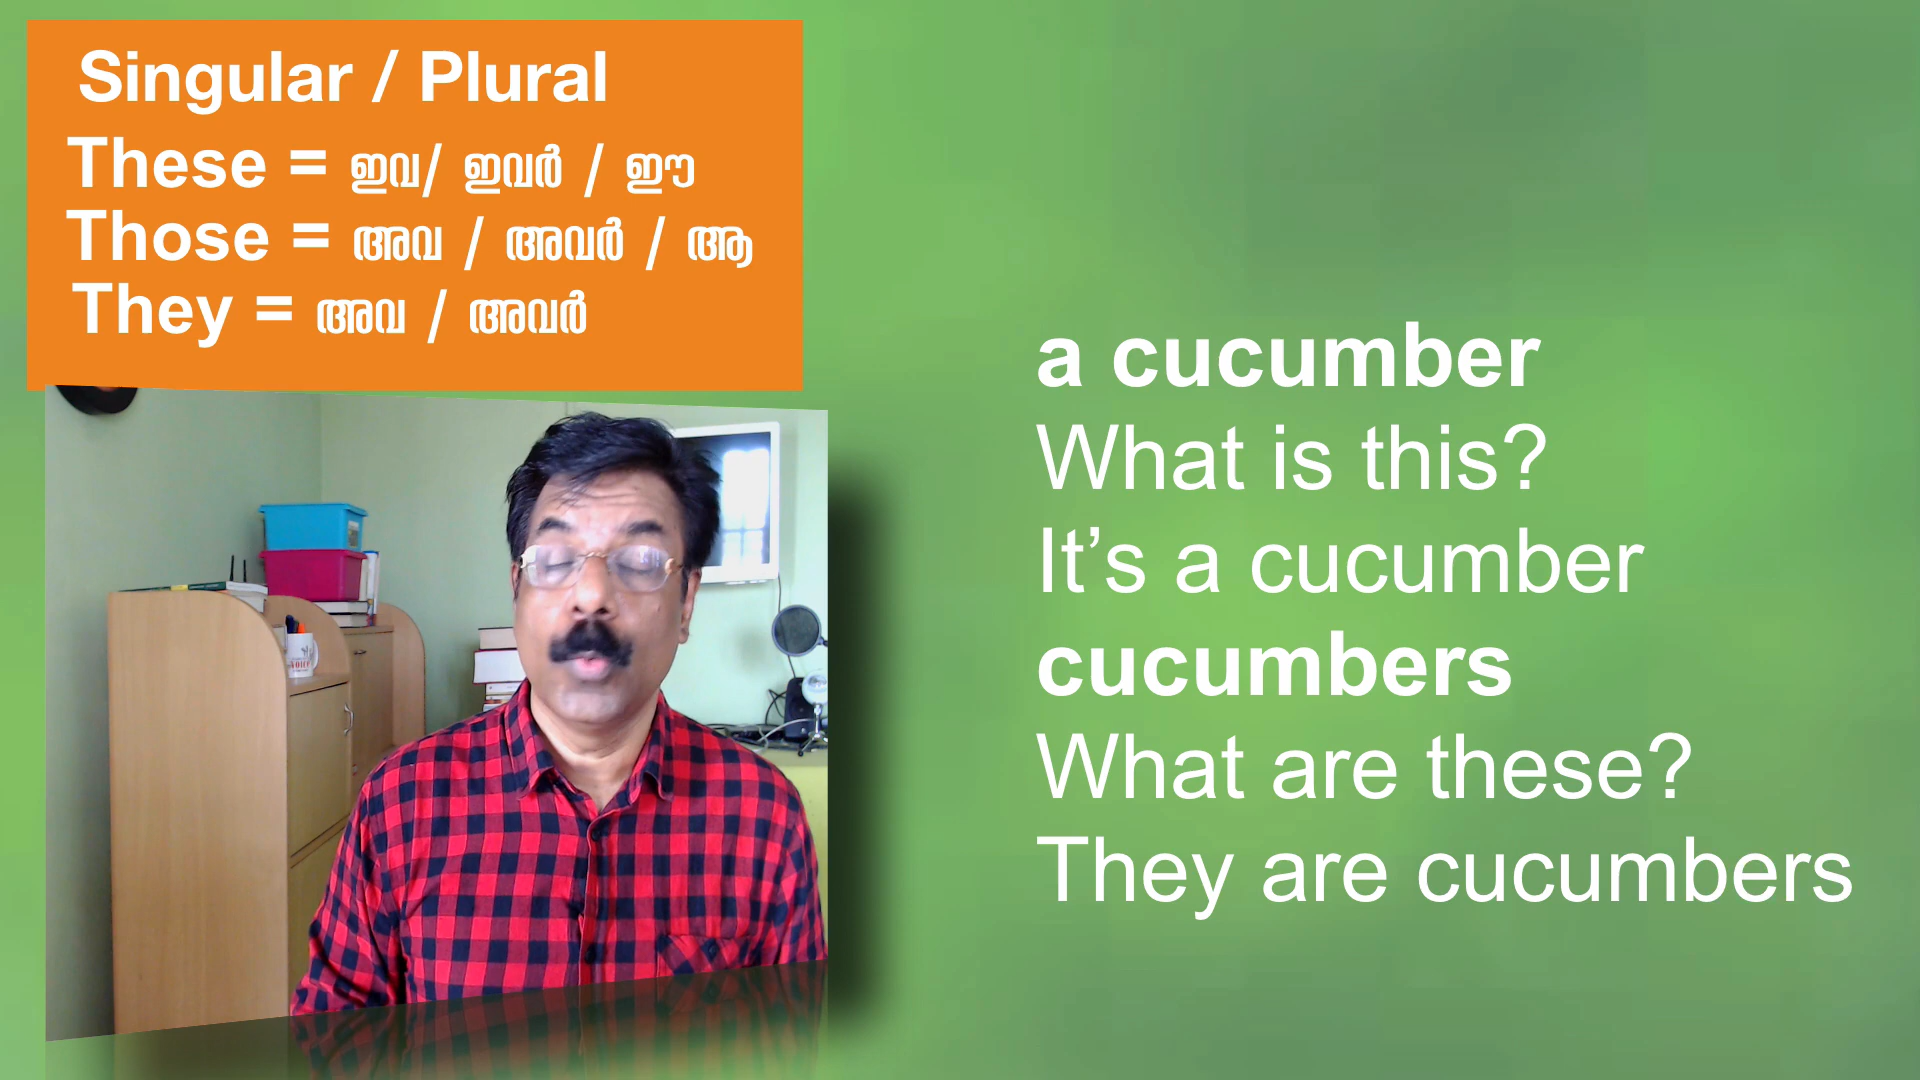 Singular / Plural
These = ഇവ/ ഇവർ / ഈ
Those = അവ / അവർ / ആ
They = അവ / അവർ
a cucumber
What is this?
It’s a cucumber
cucumbers
What are these?
They are cucumbers